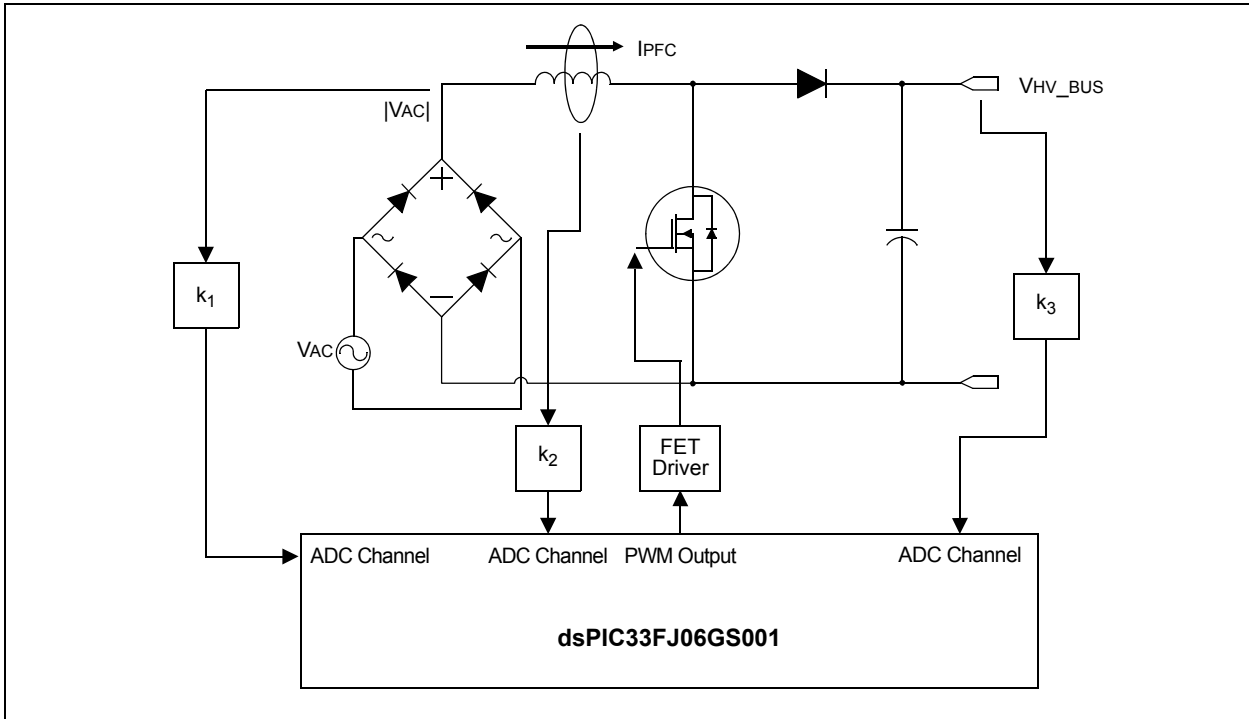 IPFC
|VAC|
VHV_BUS
+
k1
k3
−
VAC
k2
FET
Driver
ADC Channel
ADC Channel
PWM Output
ADC Channel
dsPIC33FJ06GS001